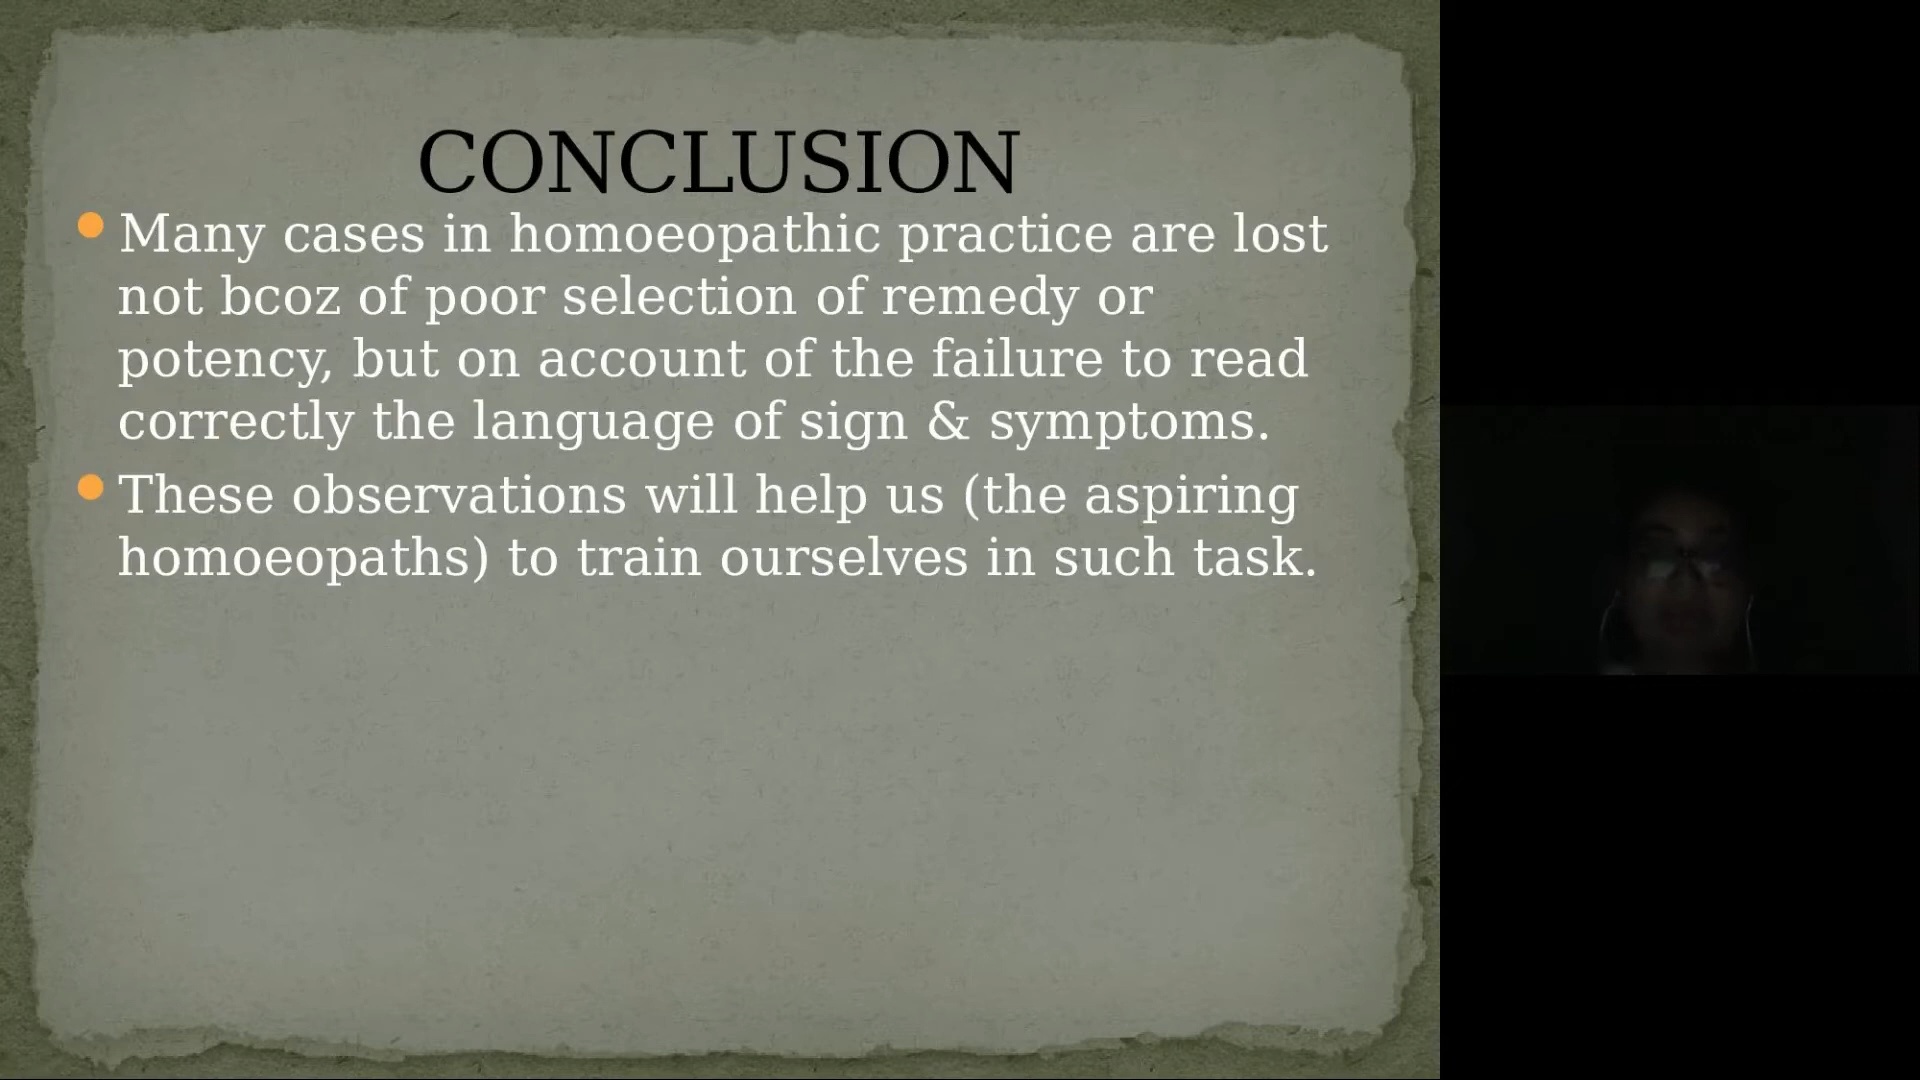 CONCLUSION
Many cases in homoeopathic practice are lost
not bcoz of poor selection of remedy or
potency, but on account of the failure to read
correctly the language of sign & symptoms.
These observations will help us (the aspiring
homoeopaths) to train ourselves in such task.